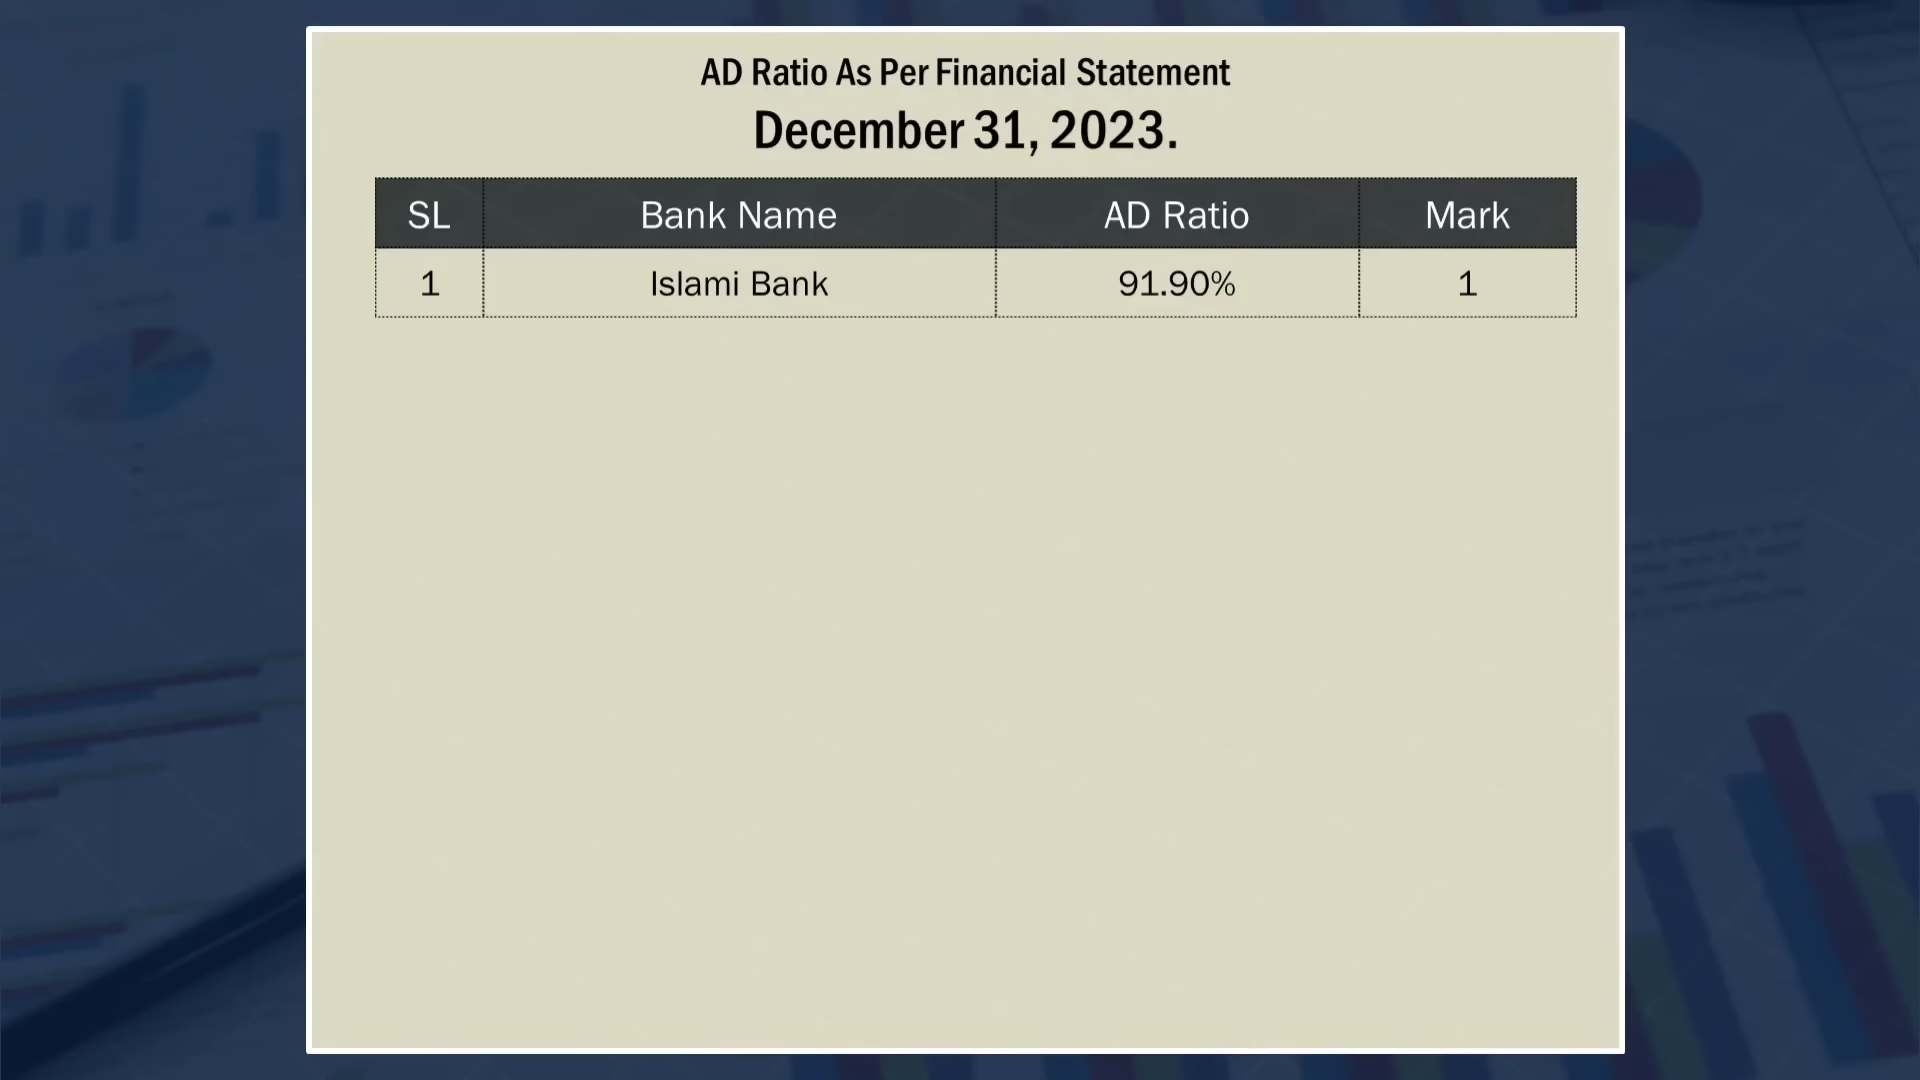 AD Ratio As Per Financial Statement
December 31, 2023.
SL Bank Name AD Ratio Mark
1 Islami Bank 91.90% 1